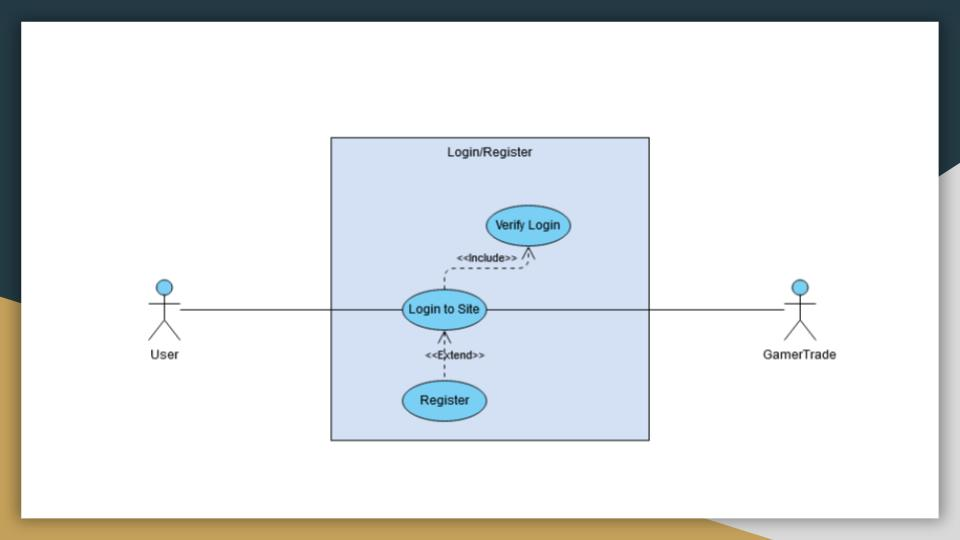 Login/Register
Verify Login
<<Include>>
Login to Site
User
GamerTrade
<<Extend>>
Register